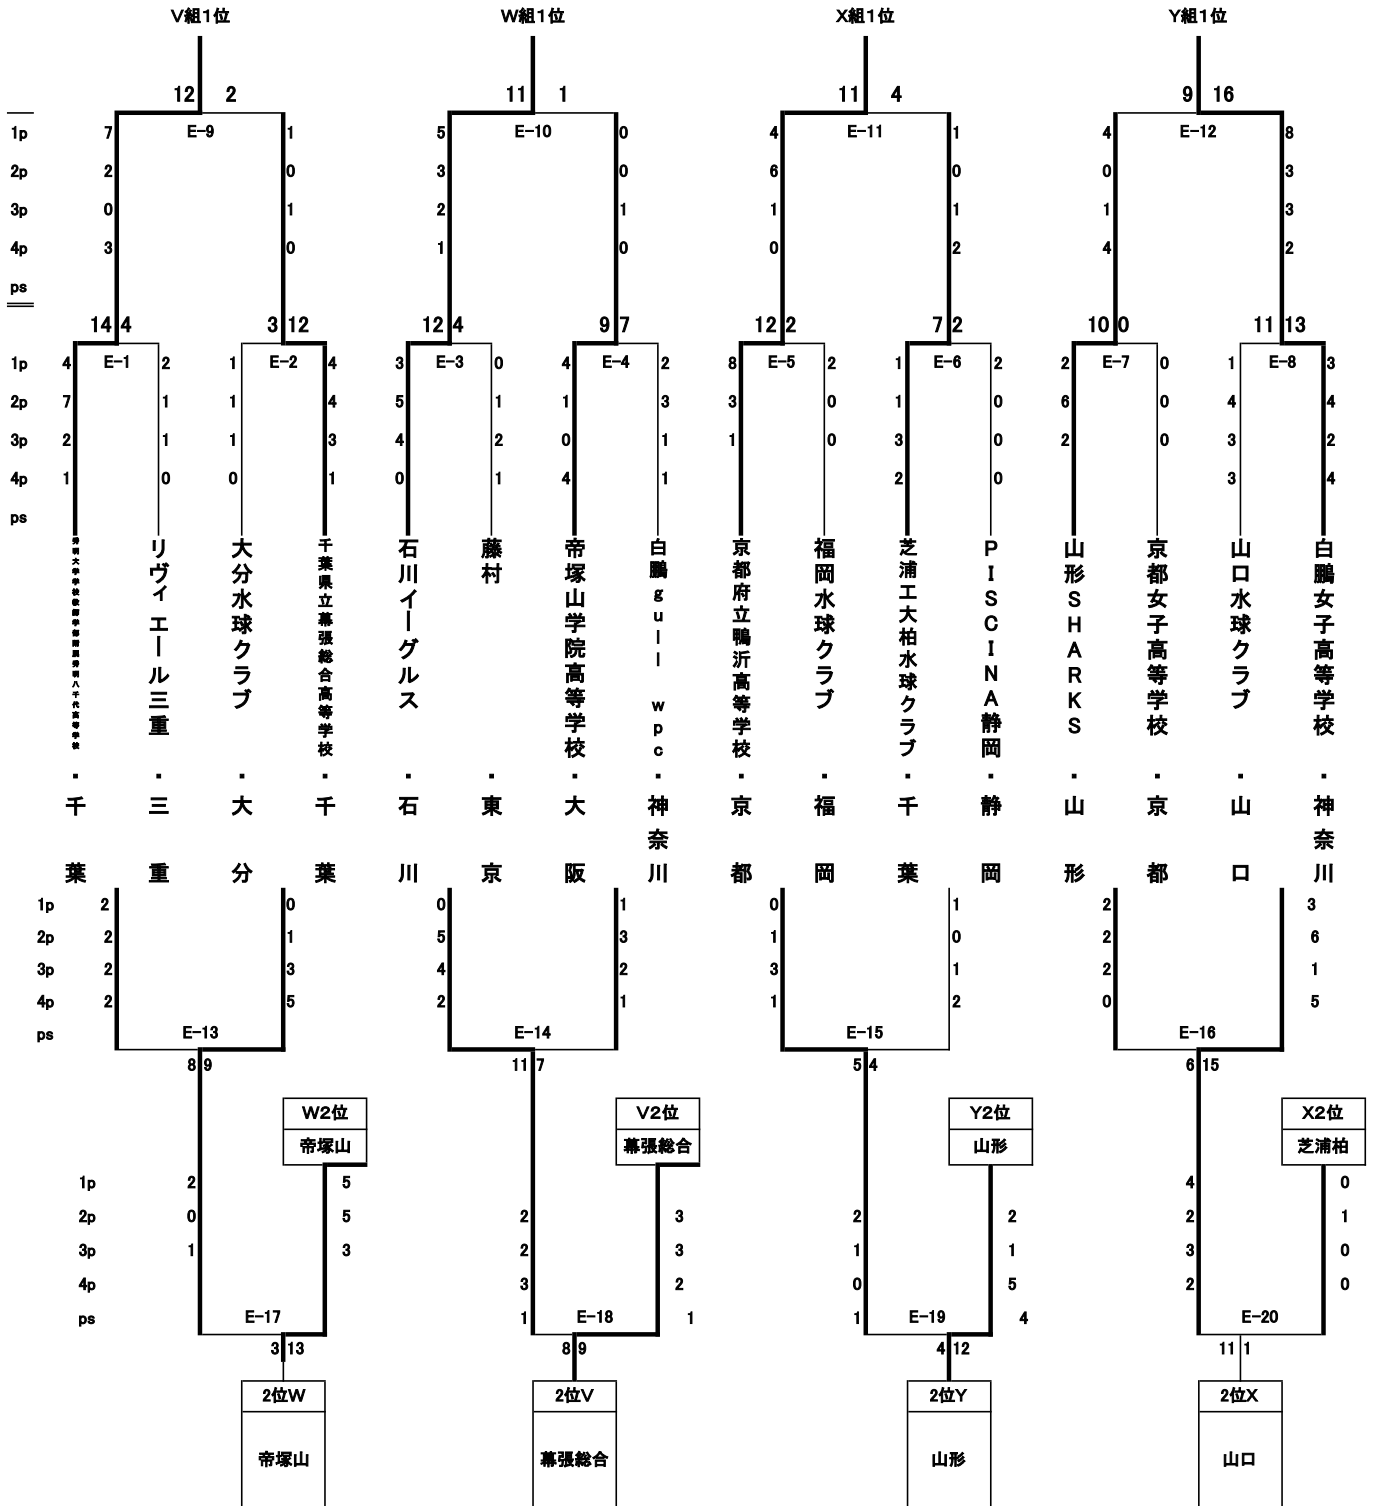 V組1位 W組1位 X組1位 Y組1位
12 2 11 1 11 4 9 16
E-9 E-10 E-11 E-12
1p 7 1 5 0 4 1 4 8
2p 2 0 3 0 6 0 0 3
3p 0 1 2 1 1 1 1 3
4p 3 0 1 0 0 2 4 2
ps
14 4 3 12 12 4 9 7 12 2 7 2 10 0 11 13
E-1 E-2 E-3 E-4 E-5 E-6 E-7 E-8
1p 4 2 1 4 3 0 4 2 8 2 1 2 2 0 1 3
2p 7 1 1 4 5 1 1 3 3 0 1 0 6 0 4 4
3p 2 1 1 3 4 2 0 1 1 0 3 0 2 0 3 2
4p 1 0 0 1 0 1 4 1 2 0 3 4
ps
秀明大学学校教師学部附属秀明八千代高等学校・千葉
リヴィエール三重・三重
大分水球クラブ・大分
千葉県立幕張総合高等学校・千葉
石川イーグルス・石川
藤村・東京
帝塚山学院高等学校・大阪
白鵬gull wpc・神奈川
京都府立鴨沂高等学校・京都
福岡水球クラブ・福岡
芝浦工大柏水球クラブ・千葉
PISCINA静岡・静岡
山形SHARKS・山形
京都女子高等学校・京都
山口水球クラブ・山口
白鵬女子高等学校・神奈川
1p 2 0 0 1 0 1 2 3
2p 2 1 5 3 1 0 2 6
3p 2 3 4 2 3 1 2 1
4p 2 5 2 1 1 2 0 5
ps
E-13 E-14 E-15 E-16
8 9 11 7 5 4 6 15
W2位 V2位 Y2位 X2位
帝塚山 幕張総合 山形 芝浦柏
1p 2 5 4 0
2p 0 5 2 3 2 2 2 1
3p 1 3 2 3 1 1 3 0
4p 3 2 0 5 2 0
ps 1 1 1 4
E-17 E-18 E-19 E-20
3 13 8 9 4 12 11 1
2位W 2位V 2位Y 2位X
帝塚山 幕張総合 山形 山口